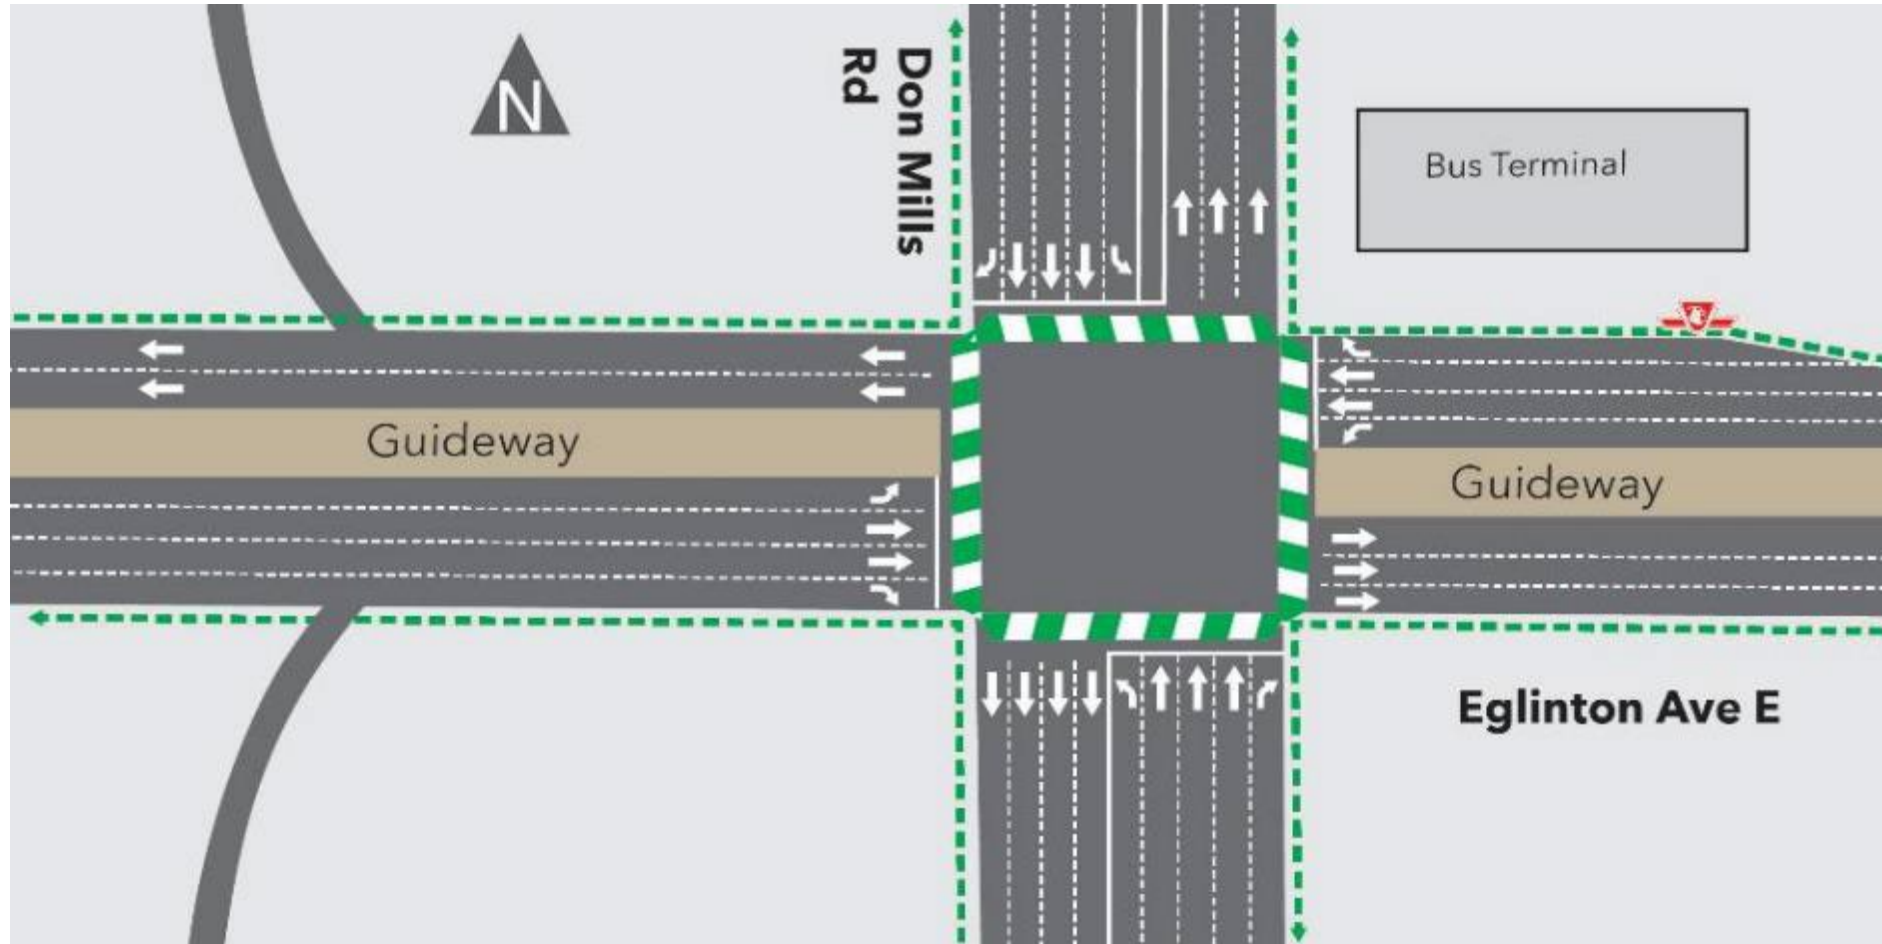 Don Mills
Rd
N
Bus Terminal
Guideway
Guideway
Eglinton Ave E